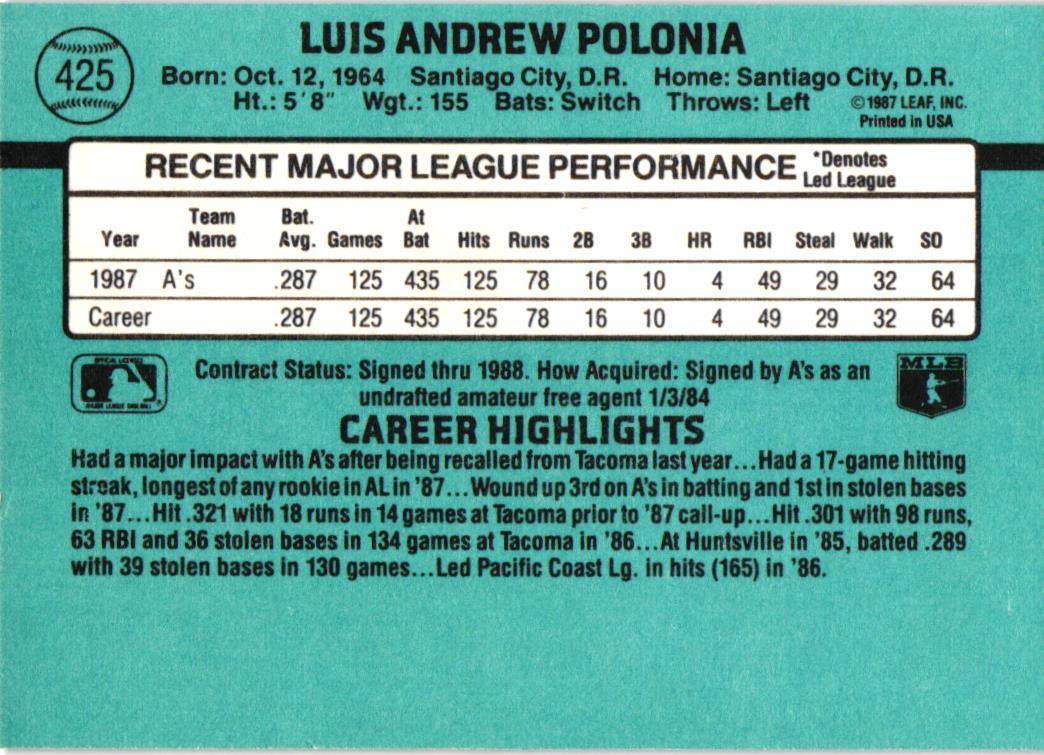 LUIS ANDREW POLONIA
425
Born: Oct. 12, 1964 Santiago City, D.R. Home: Santiago City, D.R.
Ht.: 5'8" Wgt.: 155 Bats: Switch Throws: Left ©1987 LEAF, INC.
Printed in USA
RECENT MAJOR LEAGUE PERFORMANCE *Denotes
Led League
Year Team Name Bat. Avg. Games At Bat Hits Runs 2B 3B HR RBI Steal Walk SO
1987 A's .287 125 435 125 78 16 10 4 49 29 32 64
Career .287 125 435 125 78 16 10 4 49 29 32 64
OFFICIAL LICENSEE
MAJOR LEAGUE BASEBALL
®
MLB
Contract Status: Signed thru 1988. How Acquired: Signed by A's as an
undrafted amateur free agent 1/3/84
CAREER HIGHLIGHTS
Had a major impact with A's after being recalled from Tacoma last year...Had a 17-game hitting
streak, longest of any rookie in AL in '87...Wound up 3rd on A's in batting and 1st in stolen bases
in '87...Hit .321 with 18 runs in 14 games at Tacoma prior to '87 call-up...Hit .301 with 98 runs,
63 RBI and 36 stolen bases in 134 games at Tacoma in '86...At Huntsville in '85, batted .289
with 39 stolen bases in 130 games...Led Pacific Coast Lg. in hits (165) in '86.